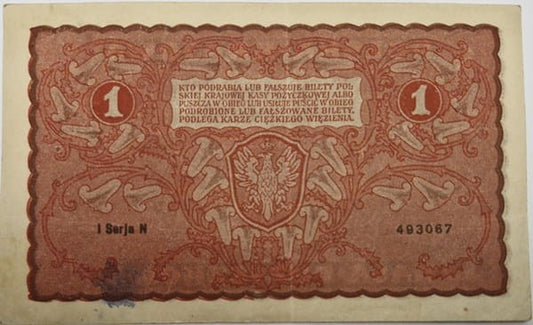 KTO PODRABIA LUB FAŁSZUJE BILETY POL
SKIEJ KRAJOWEJ KASY POŻYCZKOWEJ ALBO
PUSZCZA W OBIEG LUB USIŁUJE PUŚCIĆ W OBIEG
PODROBIONE LUB FAŁSZOWANE BILETY,
PODLEGA KARZE CIĘŻKIEGO WIĘZIENIA.
1 1
I Serja N 493067